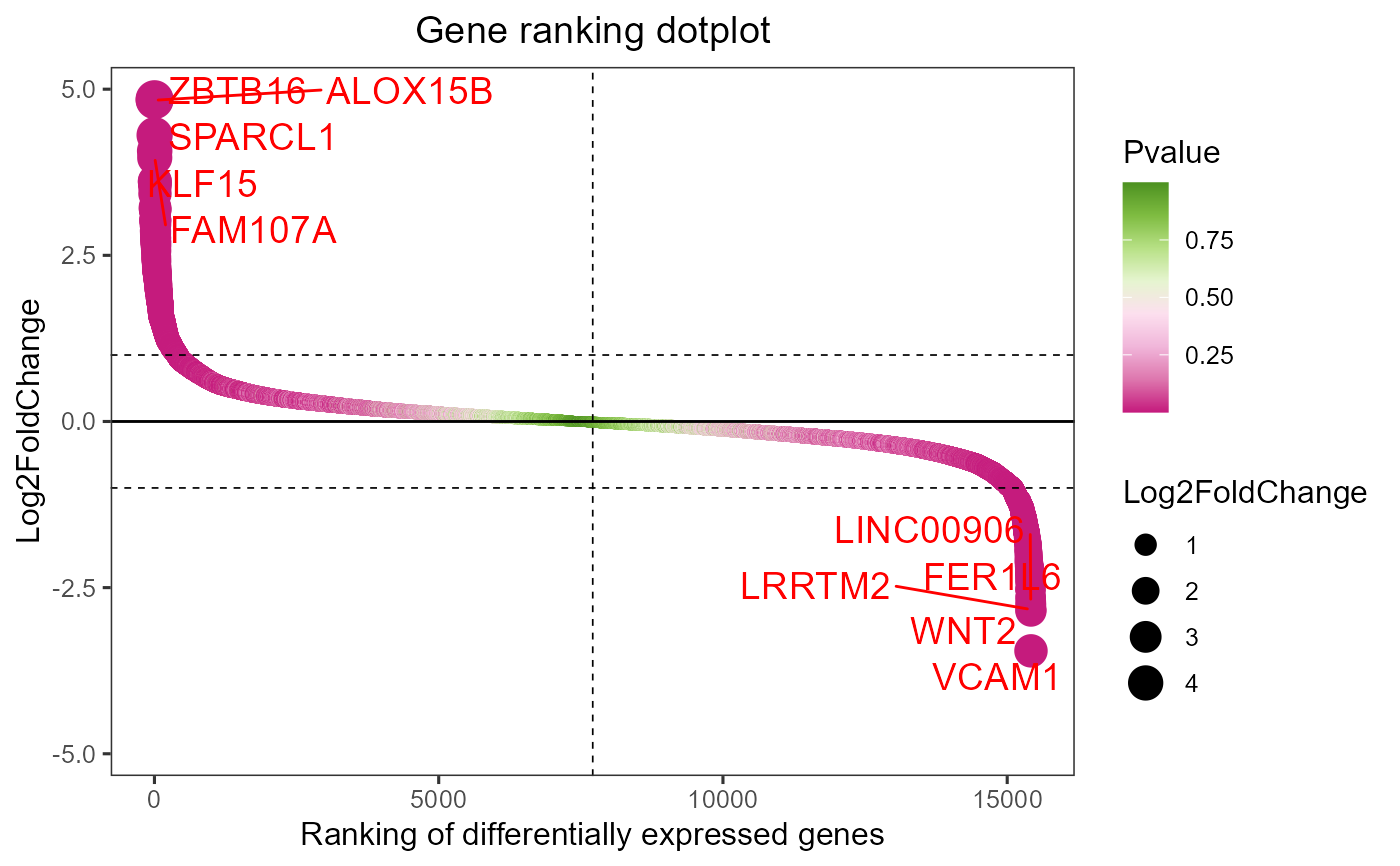 Gene ranking dotplot
5.0
2.5
0.0
-2.5
-5.0
Log2FoldChange
ZBTB16
ALOX15B
SPARCL1
KLF15
FAM107A
LINC00906
FER1L6
LRRTM2
WNT2
VCAM1
0
5000
10000
15000
Ranking of differentially expressed genes
Pvalue
0.75
0.50
0.25
Log2FoldChange
1
2
3
4